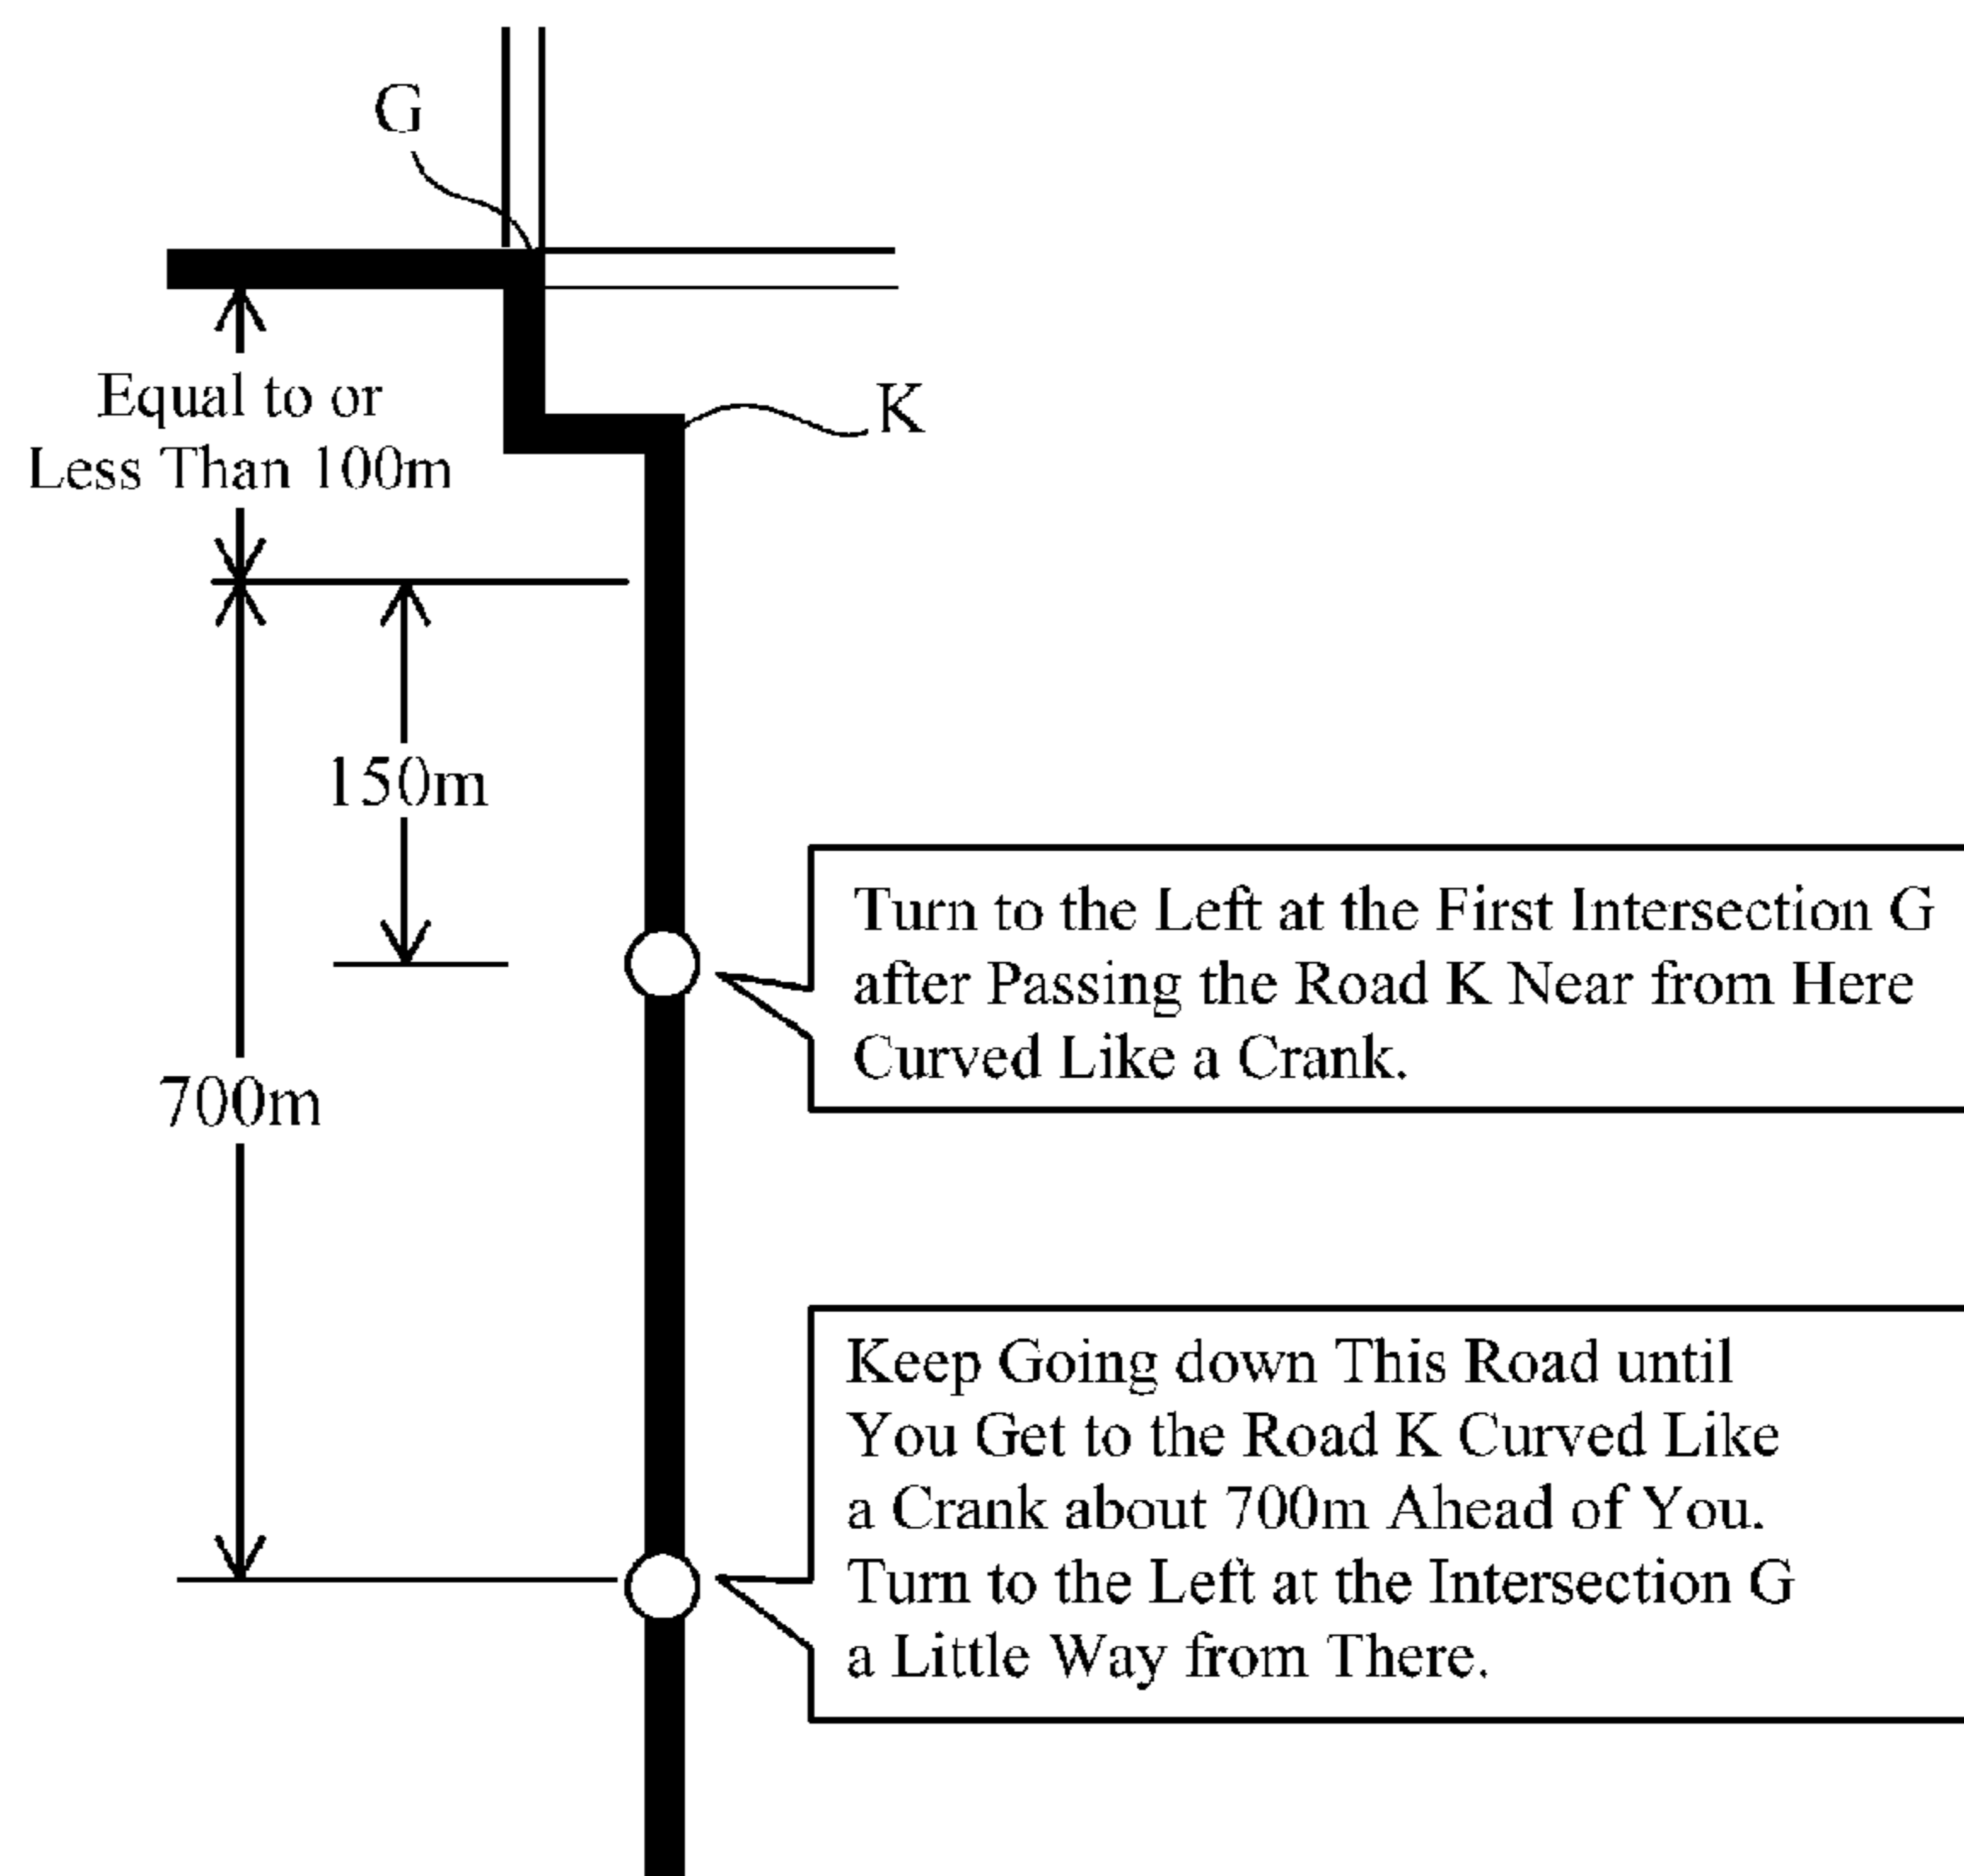 G
Equal to or
Less Than 100m
K
150m
Turn to the Left at the First Intersection G
after Passing the Road K Near from Here
Curved Like a Crank.
700m
Keep Going down This Road until
You Get to the Road K Curved Like
a Crank about 700m Ahead of You.
Turn to the Left at the Intersection G
a Little Way from There.